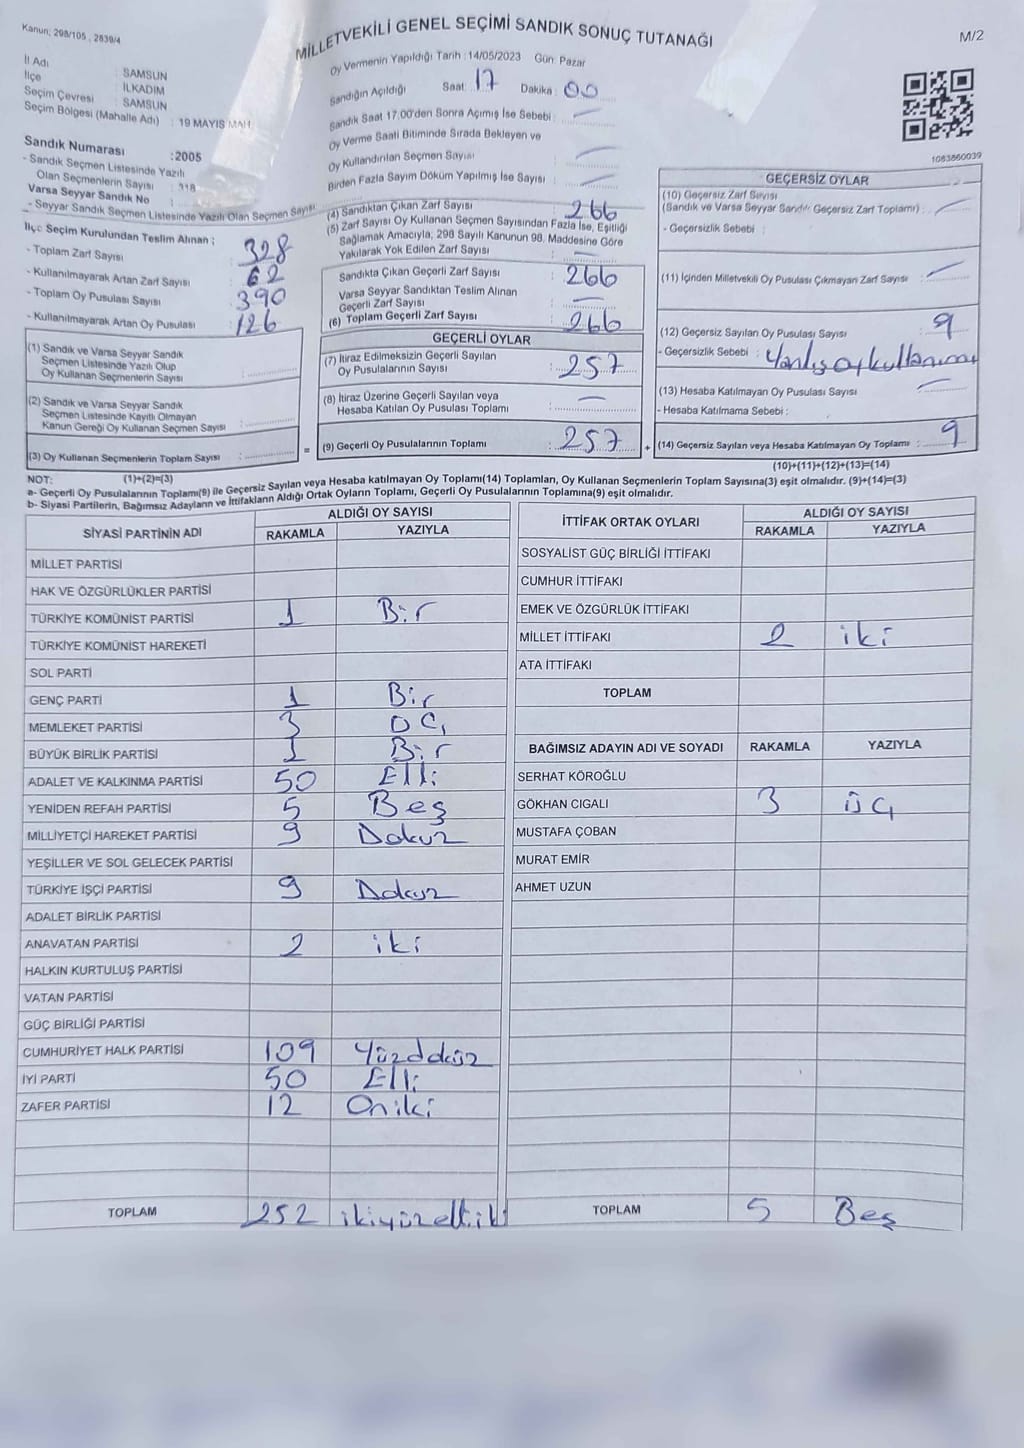 Kanun; 298/105 , 2839/4
MİLLETVEKİLİ GENEL SEÇİMİ SANDIK SONUÇ TUTANAĞI
M/2
İl Adı : SAMSUN
İlçe : İLKADIM
Seçim Çevresi : SAMSUN
Seçim Bölgesi (Mahalle Adı) : 19 MAYIS MAH.
Sandık Numarası : 2005
- Sandık Seçmen Listesinde Yazılı
Olan Seçmenlerin Sayısı : 318
Varsa Seyyar Sandık No :
- Seyyar Sandık Seçmen Listesinde Yazılı Olan Seçmen Sayısı
İlçe Seçim Kurulundan Teslim Alınan ;
- Toplam Zarf Sayısı : 328
- Kullanılmayarak Artan Zarf Sayısı : 62
- Toplam Oy Pusulası Sayısı : 390
- Kullanılmayarak Artan Oy Pusulası : 126
(1) Sandık ve Varsa Seyyar Sandık
Seçmen Listesinde Yazılı Olup
Oy Kullanan Seçmenlerin Sayısı :
(2) Sandık ve Varsa Seyyar Sandık
Seçmen Listesinde Kayıtlı Olmayan
Kanun Gereği Oy Kullanan Seçmen Sayısı :
(3) Oy Kullanan Seçmenlerin Toplam Sayısı :
(1)+(2)=(3)
Oy Vermenin Yapıldığı Tarih : 14/05/2023 Gün: Pazar
Sandığın Açıldığı Saat: 17 Dakika : 00
Sandık Saat 17.00'den Sonra Açımış İse Sebebi :
Oy Verme Saati Bitiminde Sırada Bekleyen ve
Oy Kullandırılan Seçmen Sayısı :
Birden Fazla Sayım Döküm Yapılmış İse Sayısı :
(4) Sandıktan Çıkan Zarf Sayısı : 266
(5) Zarf Sayısı Oy Kullanan Seçmen Sayısından Fazla İse, Eşitliği
Sağlamak Amacıyla; 298 Sayılı Kanunun 98. Maddesine Göre
Yakılarak Yok Edilen Zarf Sayısı :
Sandıkta Çıkan Geçerli Zarf Sayısı : 266
Varsa Seyyar Sandıktan Teslim Alınan
Geçerli Zarf Sayısı :
(6) Toplam Geçerli Zarf Sayısı : 266
GEÇERLİ OYLAR
(7) İtiraz Edilmeksizin Geçerli Sayılan
Oy Pusulalarının Sayısı : 257
(8) İtiraz Üzerine Geçerli Sayılan veya
Hesaba Katılan Oy Pusulası Toplamı :
= (9) Geçerli Oy Pusulalarının Toplamı : 257 +
1083860039
GEÇERSİZ OYLAR
(10) Geçersiz Zarf Sayısı
(Sandık ve Varsa Seyyar Sandık Geçersiz Zarf Toplamı) :
- Geçersizlik Sebebi :
(11) İçinden Milletvekili Oy Pusulası Çıkmayan Zarf Sayısı :
(12) Geçersiz Sayılan Oy Pusulası Sayısı : 9
- Geçersizlik Sebebi : Yanlış oy kullanımı
(13) Hesaba Katılmayan Oy Pusulası Sayısı :
- Hesaba Katılmama Sebebi :
(14) Geçersiz Sayılan veya Hesaba Katılmayan Oy Toplamı : 9
(10)+(11)+(12)+(13)=(14)
NOT:
a- Geçerli Oy Pusulalarının Toplamı(9) ile Geçersiz Sayılan veya Hesaba katılmayan Oy Toplamı(14) Toplamları, Oy Kullanan Seçmenlerin Toplam Sayısına(3) eşit olmalıdır. (9)+(14)=(3)
b- Siyasi Partilerin, Bağımsız Adayların ve İttifakların Aldığı Ortak Oyların Toplamı, Geçerli Oy Pusulalarının Toplamına(9) eşit olmalıdır.
SİYASİ PARTİNİN ADI ALDIĞI OY SAYISI
RAKAMLA YAZIYLA
MİLLET PARTİSİ
HAK VE ÖZGÜRLÜKLER PARTİSİ
TÜRKİYE KOMÜNİST PARTİSİ 1 Bir
TÜRKİYE KOMÜNİST HAREKETİ
SOL PARTİ
GENÇ PARTİ 1 Bir
MEMLEKET PARTİSİ 3 ÜÇ
BÜYÜK BİRLİK PARTİSİ 1 Bir
ADALET VE KALKINMA PARTİSİ 50 Elli
YENİDEN REFAH PARTİSİ 5 Beş
MİLLİYETÇİ HAREKET PARTİSİ 9 Dokuz
YEŞİLLER VE SOL GELECEK PARTİSİ
TÜRKİYE İŞÇİ PARTİSİ 9 Dokuz
ADALET BİRLİK PARTİSİ
ANAVATAN PARTİSİ 2 iki
HALKIN KURTULUŞ PARTİSİ
VATAN PARTİSİ
GÜÇ BİRLİĞİ PARTİSİ
CUMHURİYET HALK PARTİSİ 109 Yüzdokuz
İYİ PARTİ 50 Elli
ZAFER PARTİSİ 12 Oniki
TOPLAM 252 ikiyüzelliiki
İTTİFAK ORTAK OYLARI ALDIĞI OY SAYISI
RAKAMLA YAZIYLA
SOSYALİST GÜÇ BİRLİĞİ İTTİFAKI
CUMHUR İTTİFAKI
EMEK VE ÖZGÜRLÜK İTTİFAKI
MİLLET İTTİFAKI 2 iki
ATA İTTİFAKI
TOPLAM
BAĞIMSIZ ADAYIN ADI VE SOYADI RAKAMLA YAZIYLA
SERHAT KÖROĞLU
GÖKHAN CIGALI 3 üç
MUSTAFA ÇOBAN
MURAT EMİR
AHMET UZUN
TOPLAM 5 Beş